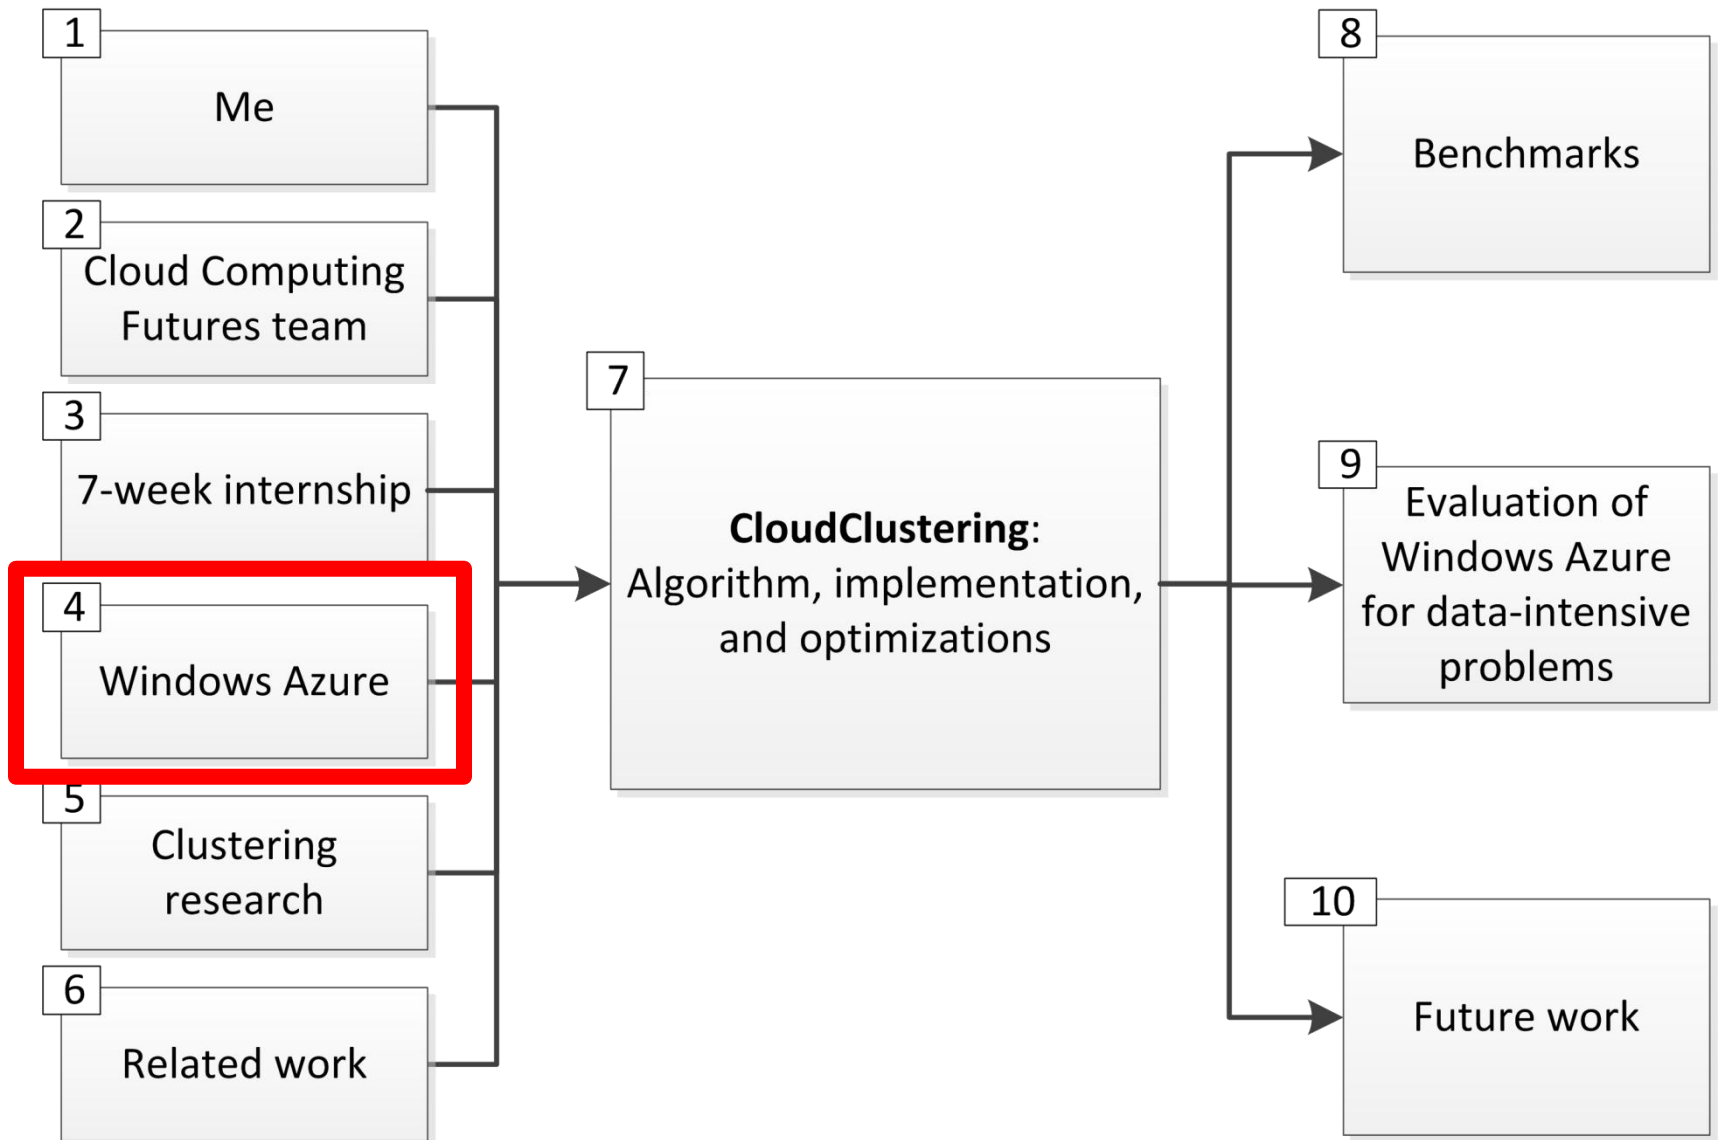 1
Me
2
Cloud Computing
Futures team
3
7-week internship
4
Windows Azure
5
Clustering
research
6
Related work
7
CloudClustering:
Algorithm, implementation,
and optimizations
8
Benchmarks
9
Evaluation of
Windows Azure
for data-intensive
problems
10
Future work